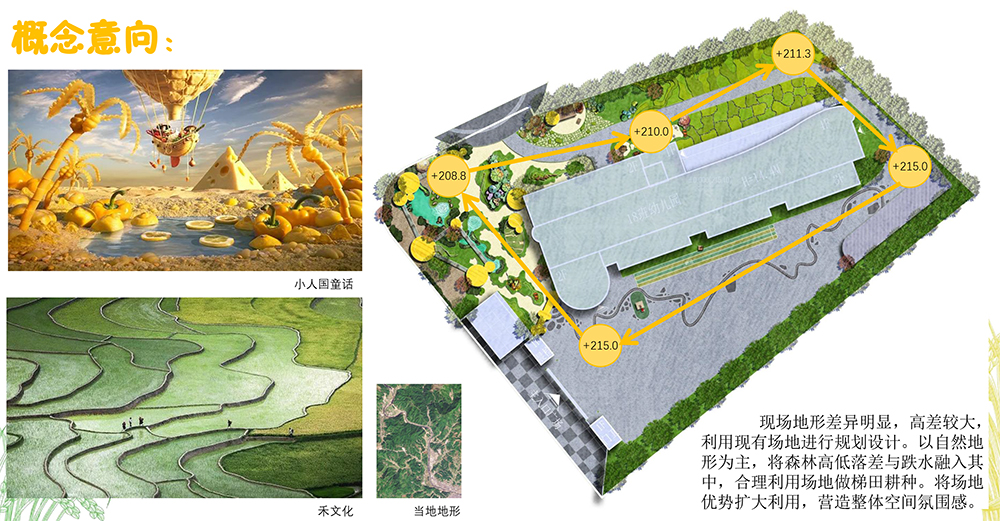 概念意向：
小人国童话
禾文化
当地地形
+208.8
+210.0
+211.3
+215.0
+215.0
现场地形差异明显，高差较大，
利用现有场地进行规划设计。以自然地
形为主，将森林高低落差与跌水融入其
中，合理利用场地做梯田耕种。将场地
优势扩大利用，营造整体空间氛围感。